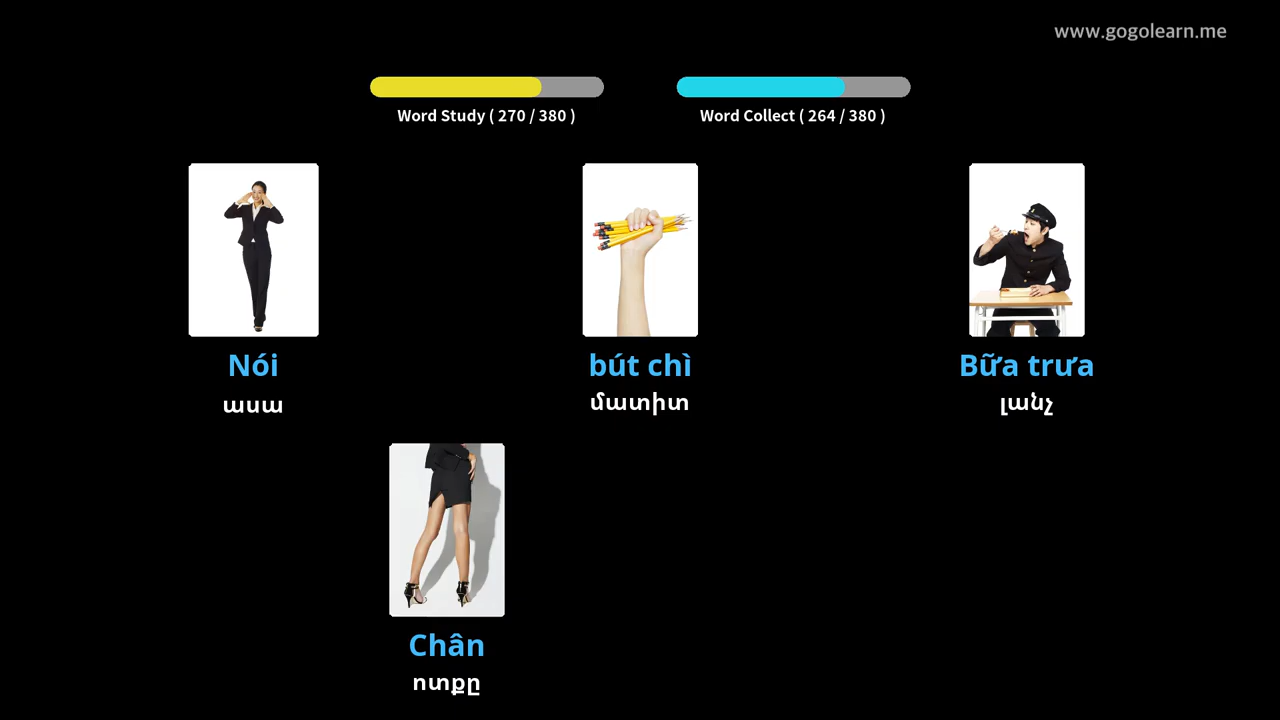 www.gogolearn.me
Word Study ( 270 / 380 )
Word Collect ( 264 / 380 )
Nói
ասա
bút chì
մատիտ
Bữa trưa
լանչ
Chân
ոտքը